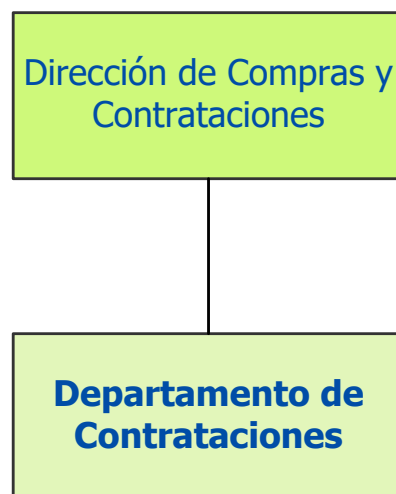 Dirección de Compras y
Contrataciones
Departamento de
Contrataciones